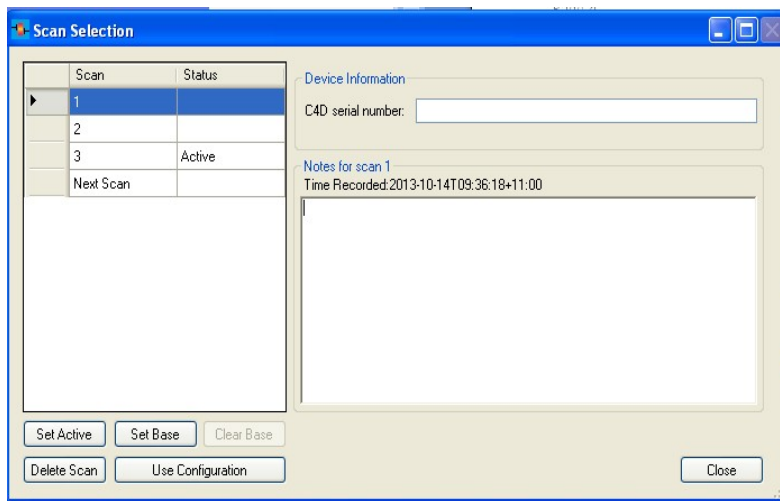 Scan Selection
Scan Status
1
2
3 Active
Next Scan
Device Information
C4D serial number:
Notes for scan 1
Time Recorded:2013-10-14T09:36:18+11:00
Set Active Set Base Clear Base
Delete Scan Use Configuration
Close